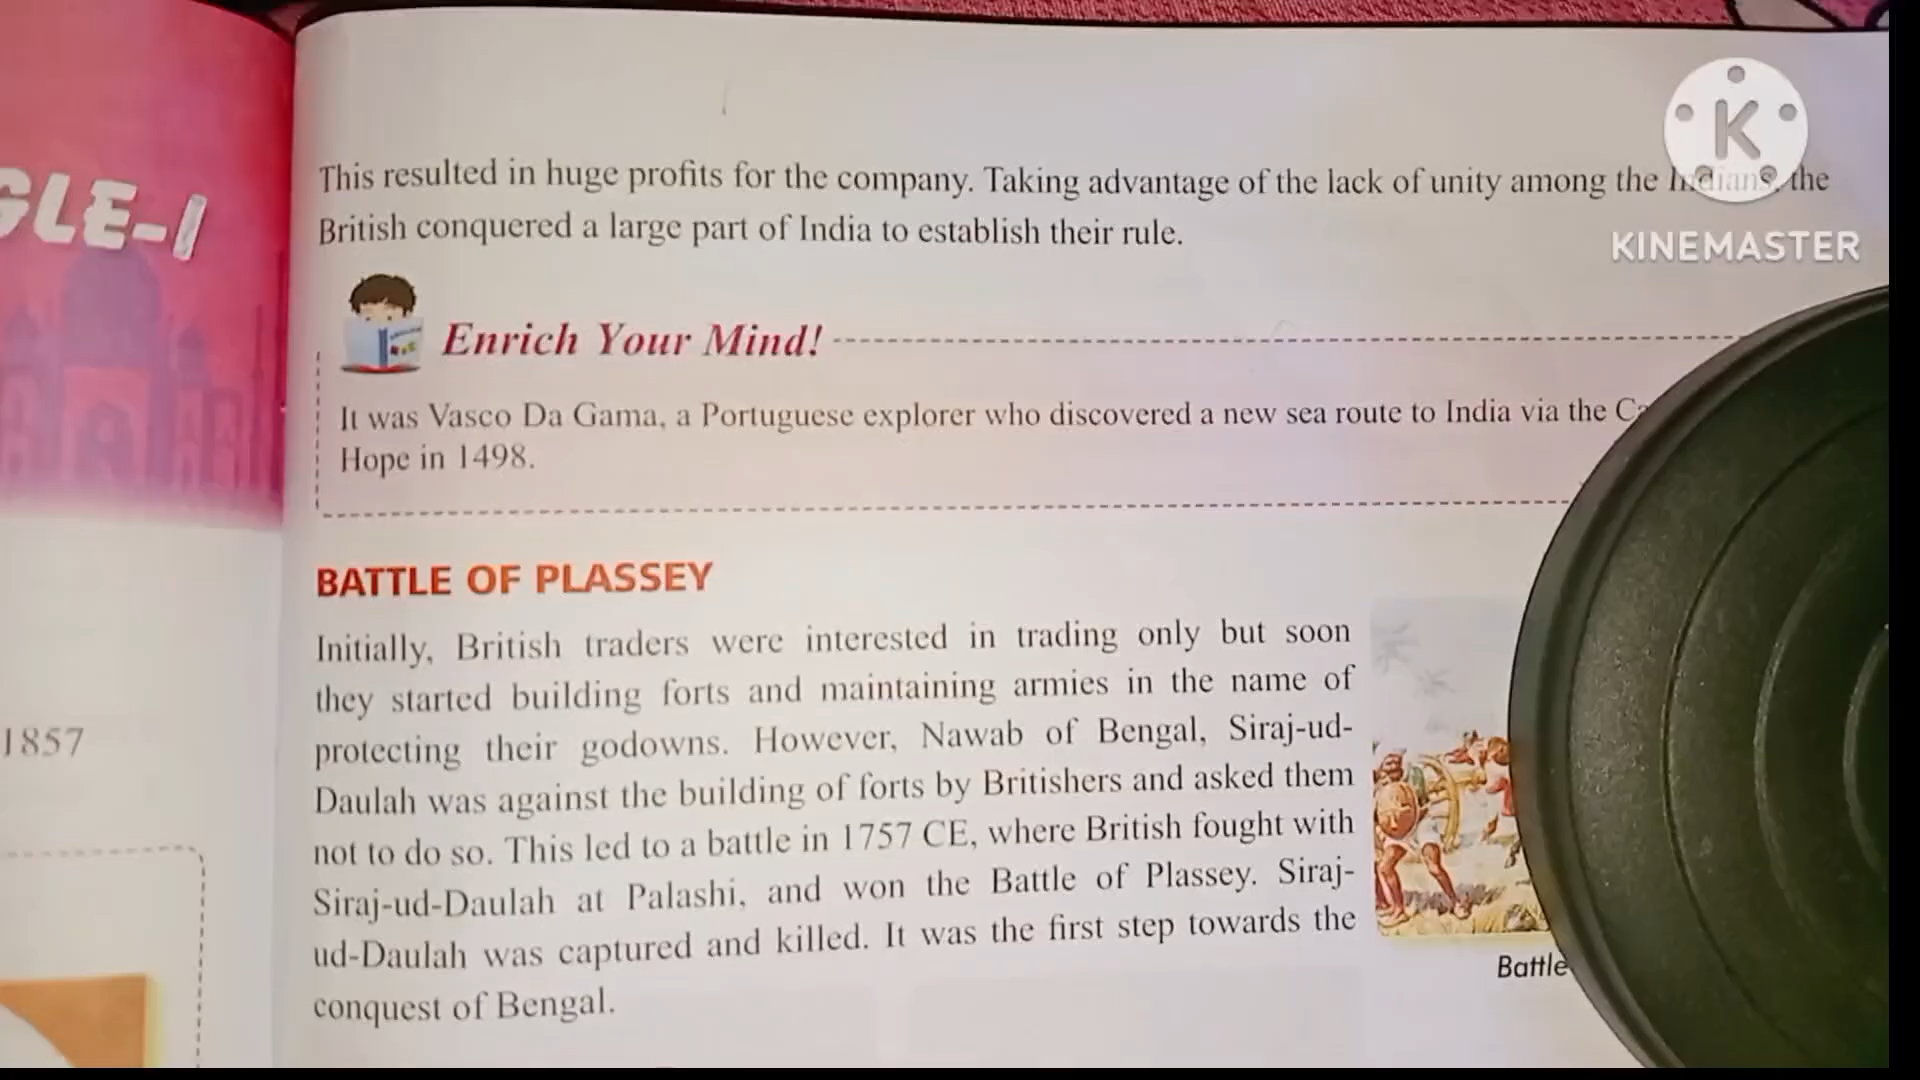 GLE-I
1857
This resulted in huge profits for the company. Taking advantage of the lack of unity among the Indians, the
British conquered a large part of India to establish their rule.
K
KINEMASTER
Enrich Your Mind!
It was Vasco Da Gama, a Portuguese explorer who discovered a new sea route to India via the
Hope in 1498.
BATTLE OF PLASSEY
Initially, British traders were interested in trading only but soon
they started building forts and maintaining armies in the name of
protecting their godowns. However, Nawab of Bengal, Siraj-ud-
Daulah was against the building of forts by Britishers and asked them
not to do so. This led to a battle in 1757 CE, where British fought with
Siraj-ud-Daulah at Palashi, and won the Battle of Plassey. Siraj-
ud-Daulah was captured and killed. It was the first step towards the
conquest of Bengal.
Battle